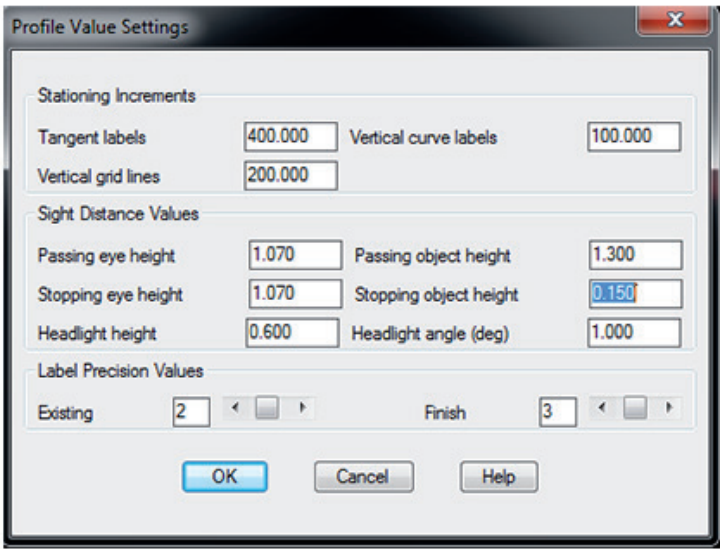 Profile Value Settings
Stationing Increments
Tangent labels 400.000 Vertical curve labels 100.000
Vertical grid lines 200.000
Sight Distance Values
Passing eye height 1.070 Passing object height 1.300
Stopping eye height 1.070 Stopping object height 0.150
Headlight height 0.600 Headlight angle (deg) 1.000
Label Precision Values
Existing 2 Finish 3
OK Cancel Help